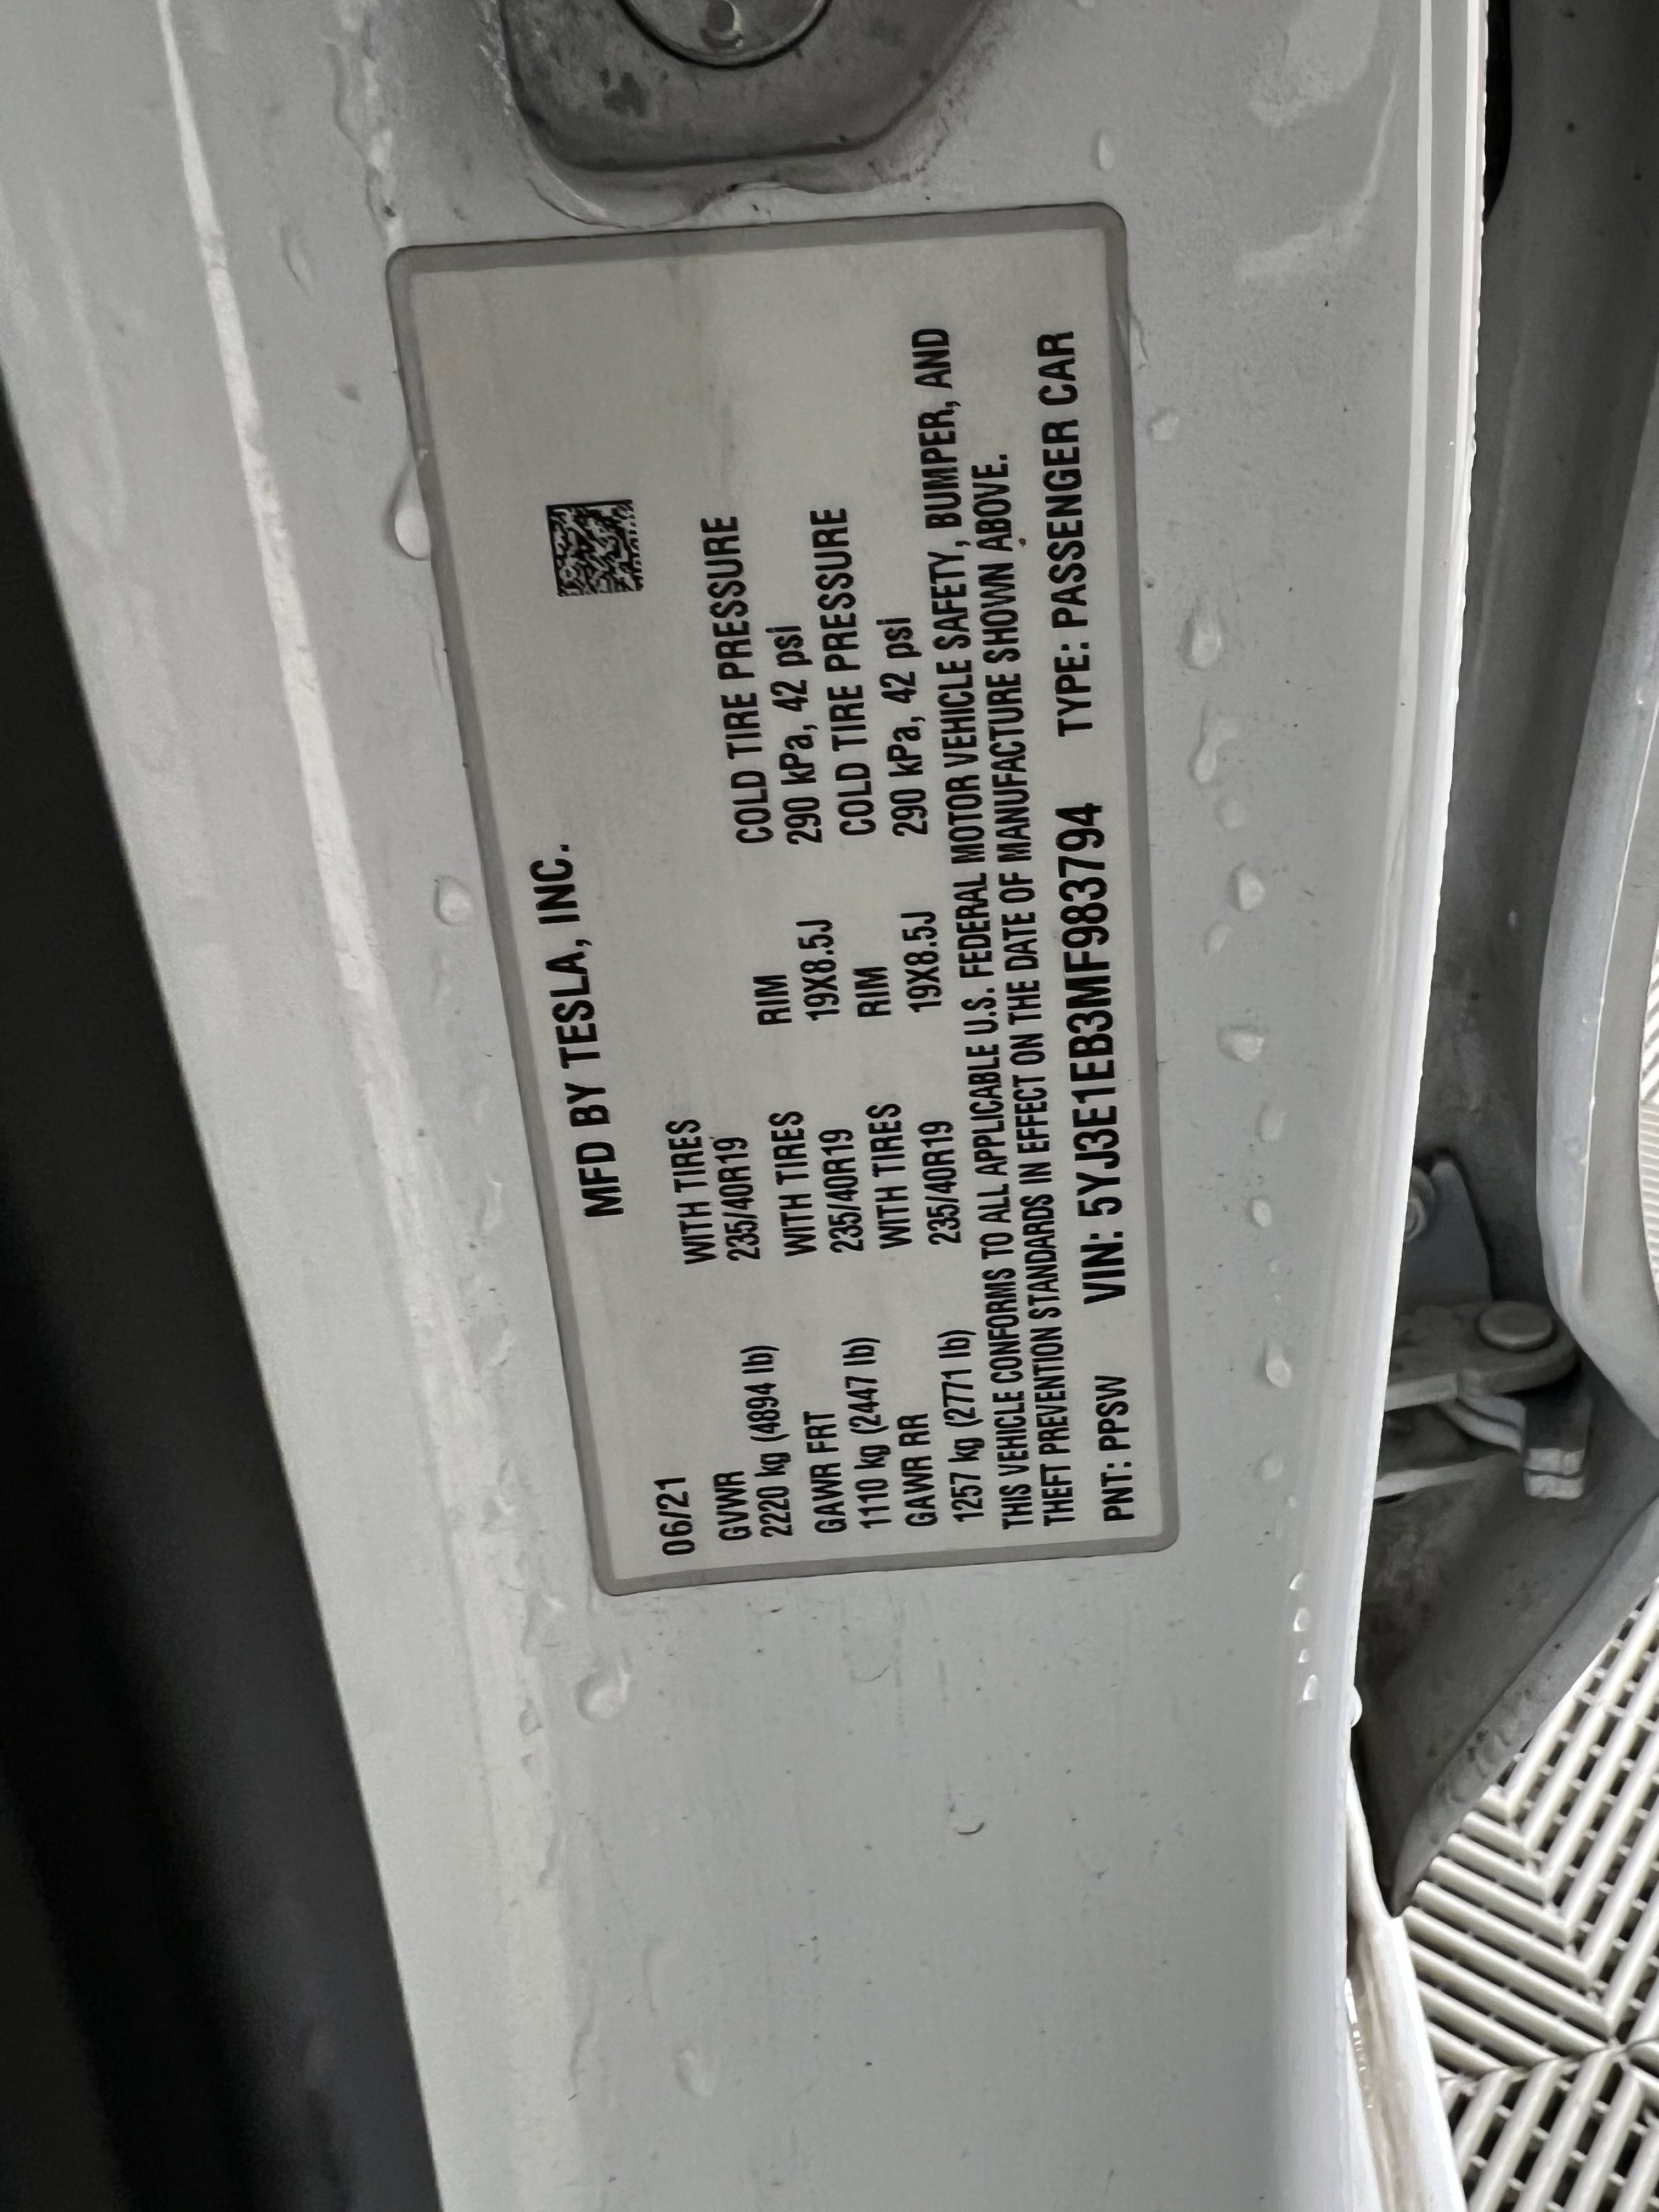 MFD BY TESLA, INC.
06/21
GVWR WITH TIRES
2220 kg (4894 lb) 235/40R19
GAWR FRT WITH TIRES RIM COLD TIRE PRESSURE
1110 kg (2447 lb) 235/40R19 19X8.5J 290 kPa, 42 psi
GAWR RR WITH TIRES RIM COLD TIRE PRESSURE
1257 kg (2771 lb) 235/40R19 19X8.5J 290 kPa, 42 psi
THIS VEHICLE CONFORMS TO ALL APPLICABLE U.S. FEDERAL MOTOR VEHICLE SAFETY, BUMPER, AND
THEFT PREVENTION STANDARDS IN EFFECT ON THE DATE OF MANUFACTURE SHOWN ABOVE.
PNT: PPSW VIN: 5YJ3E1EB3MF983794 TYPE: PASSENGER CAR